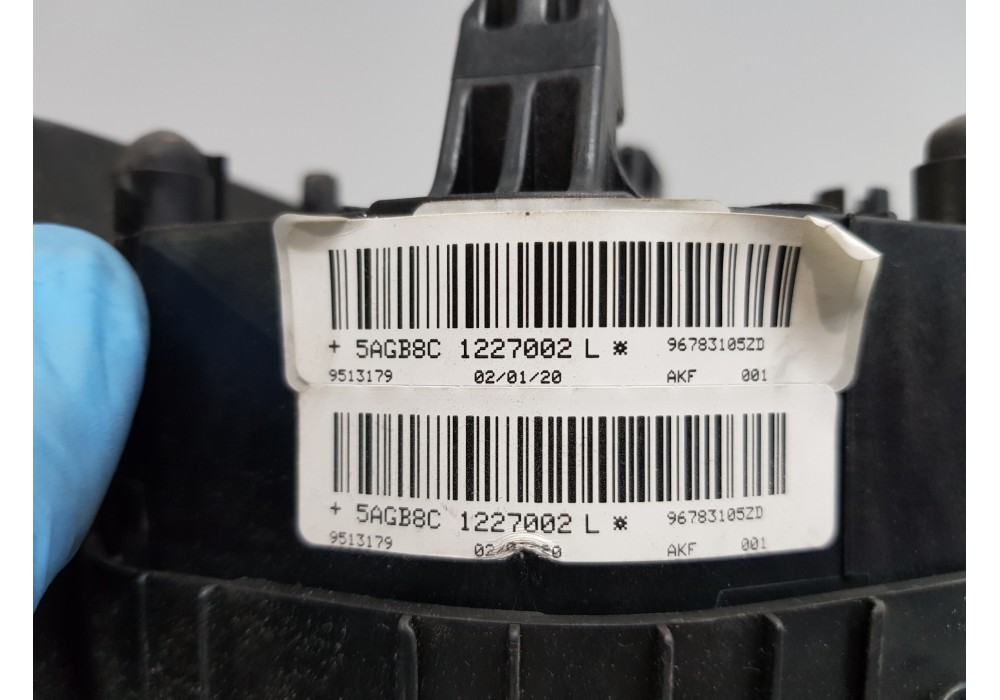 + 5AGB8C 1227002 L ⁜ 96783105ZD
9513179 02/01/20 AKF 001
+ 5AGB8C 1227002 L ⁜ 96783105ZD
9513179 AKF 001